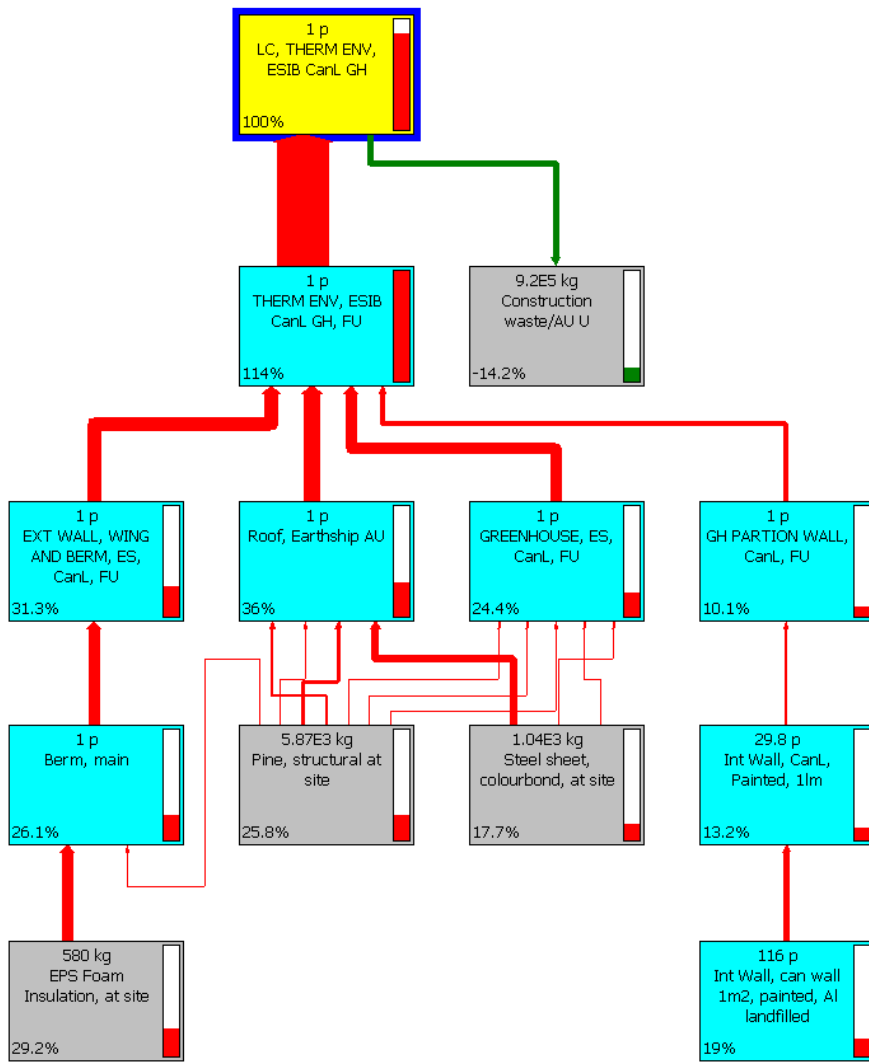 1 p
LC, THERM ENV,
ESIB CanL GH
100%
1 p
THERM ENV, ESIB
CanL GH, FU
114%
9.2E5 kg
Construction
waste/AU U
-14.2%
1 p
EXT WALL, WING
AND BERM, ES,
CanL, FU
31.3%
1 p
Roof, Earthship AU
36%
1 p
GREENHOUSE, ES,
CanL, FU
24.4%
1 p
GH PARTION WALL,
CanL, FU
10.1%
1 p
Berm, main
26.1%
5.87E3 kg
Pine, structural at
site
25.8%
1.04E3 kg
Steel sheet,
colourbond, at site
17.7%
29.8 p
Int Wall, CanL,
Painted, 1lm
13.2%
580 kg
EPS Foam
Insulation, at site
29.2%
116 p
Int Wall, can wall
1m2, painted, Al
landfilled
19%